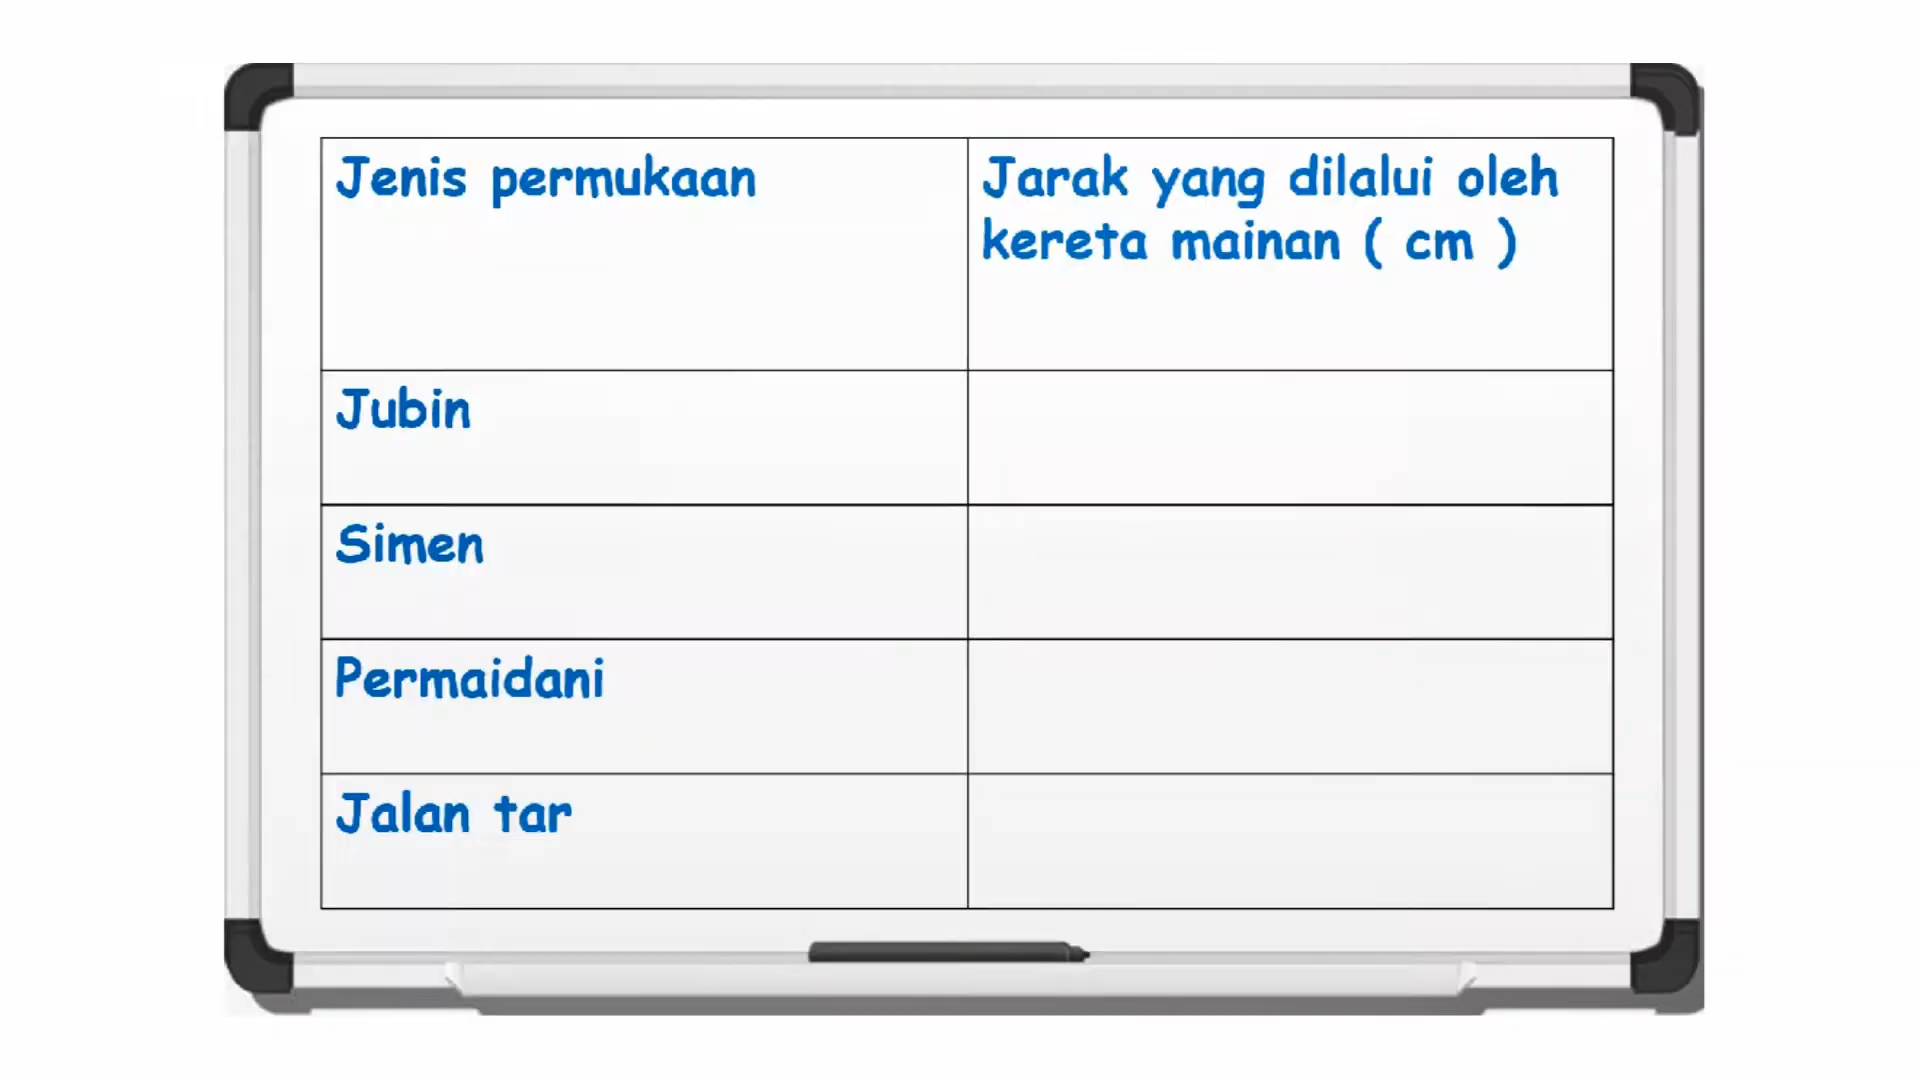 Jenis permukaan
Jarak yang dilalui oleh
kereta mainan ( cm )
Jubin
Simen
Permaidani
Jalan tar